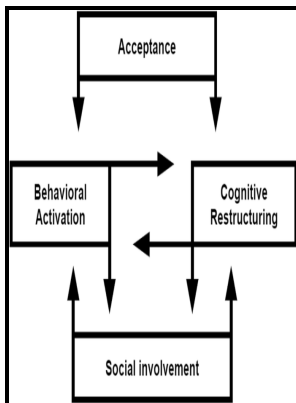 Acceptance
Behavioral
Activation
Cognitive
Restructuring
Social involvement